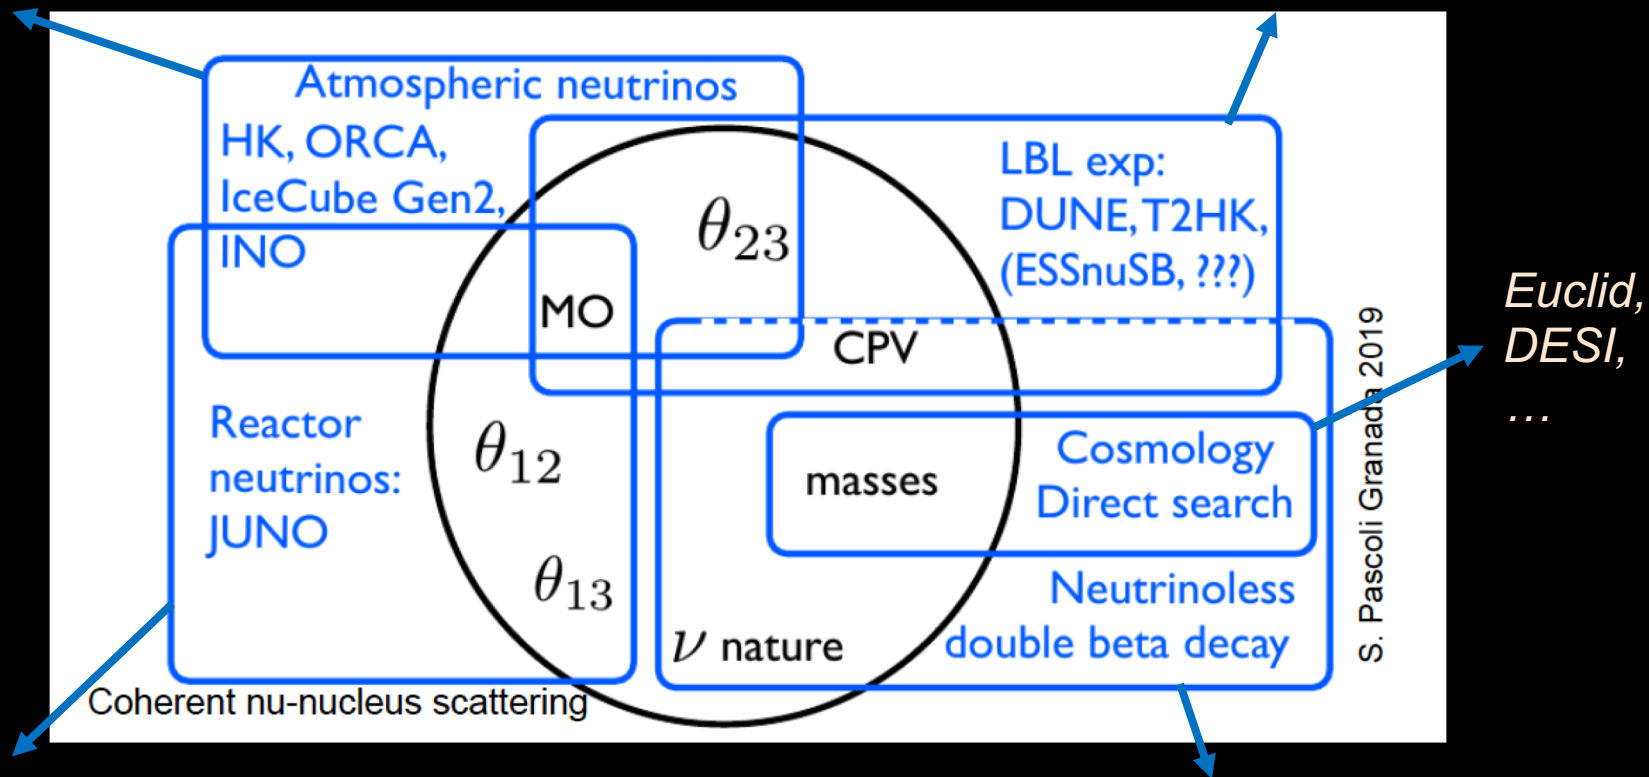 Atmospheric neutrinos
HK, ORCA,
IceCube Gen2,
INO
θ23
LBL exp:
DUNE, T2HK,
(ESSnuSB, ???)
MO
CPV
Reactor
neutrinos:
JUNO
θ12
θ13
masses
Cosmology
Direct search
ν nature
Neutrinoless
double beta decay
Coherent nu-nucleus scattering
S. Pascoli Granada 2019
Euclid,
DESI,
…